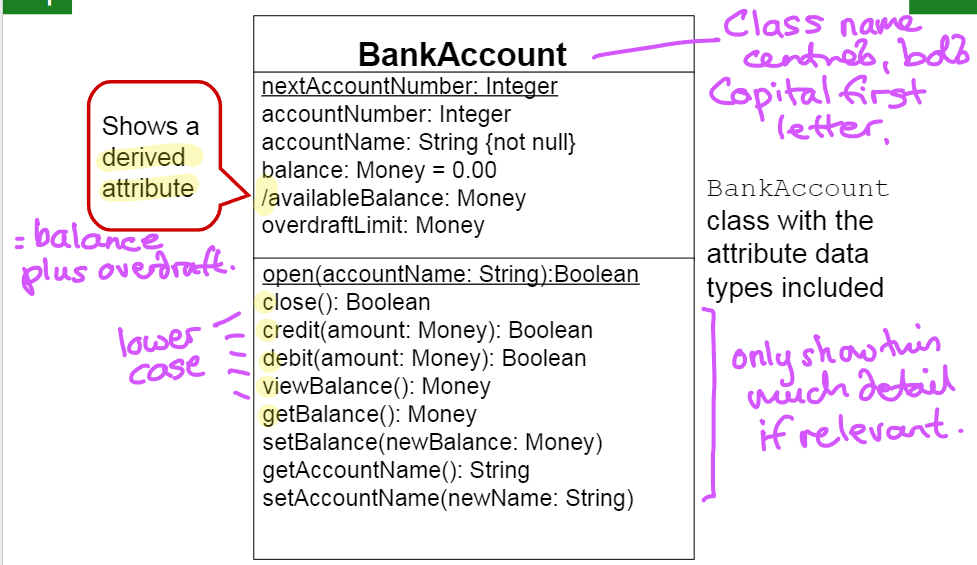 BankAccount
nextAccountNumber: Integer
accountNumber: Integer
accountName: String {not null}
balance: Money = 0.00
/availableBalance: Money
overdraftLimit: Money
open(accountName: String):Boolean
close(): Boolean
credit(amount: Money): Boolean
debit(amount: Money): Boolean
viewBalance(): Money
getBalance(): Money
setBalance(newBalance: Money)
getAccountName(): String
setAccountName(newName: String)
Shows a
derived
attribute
= balance
plus overdraft.
lower
case
Class name
centred, bold
Capital first
letter.
BankAccount
class with the
attribute data
types included
only show this
much detail
if relevant.